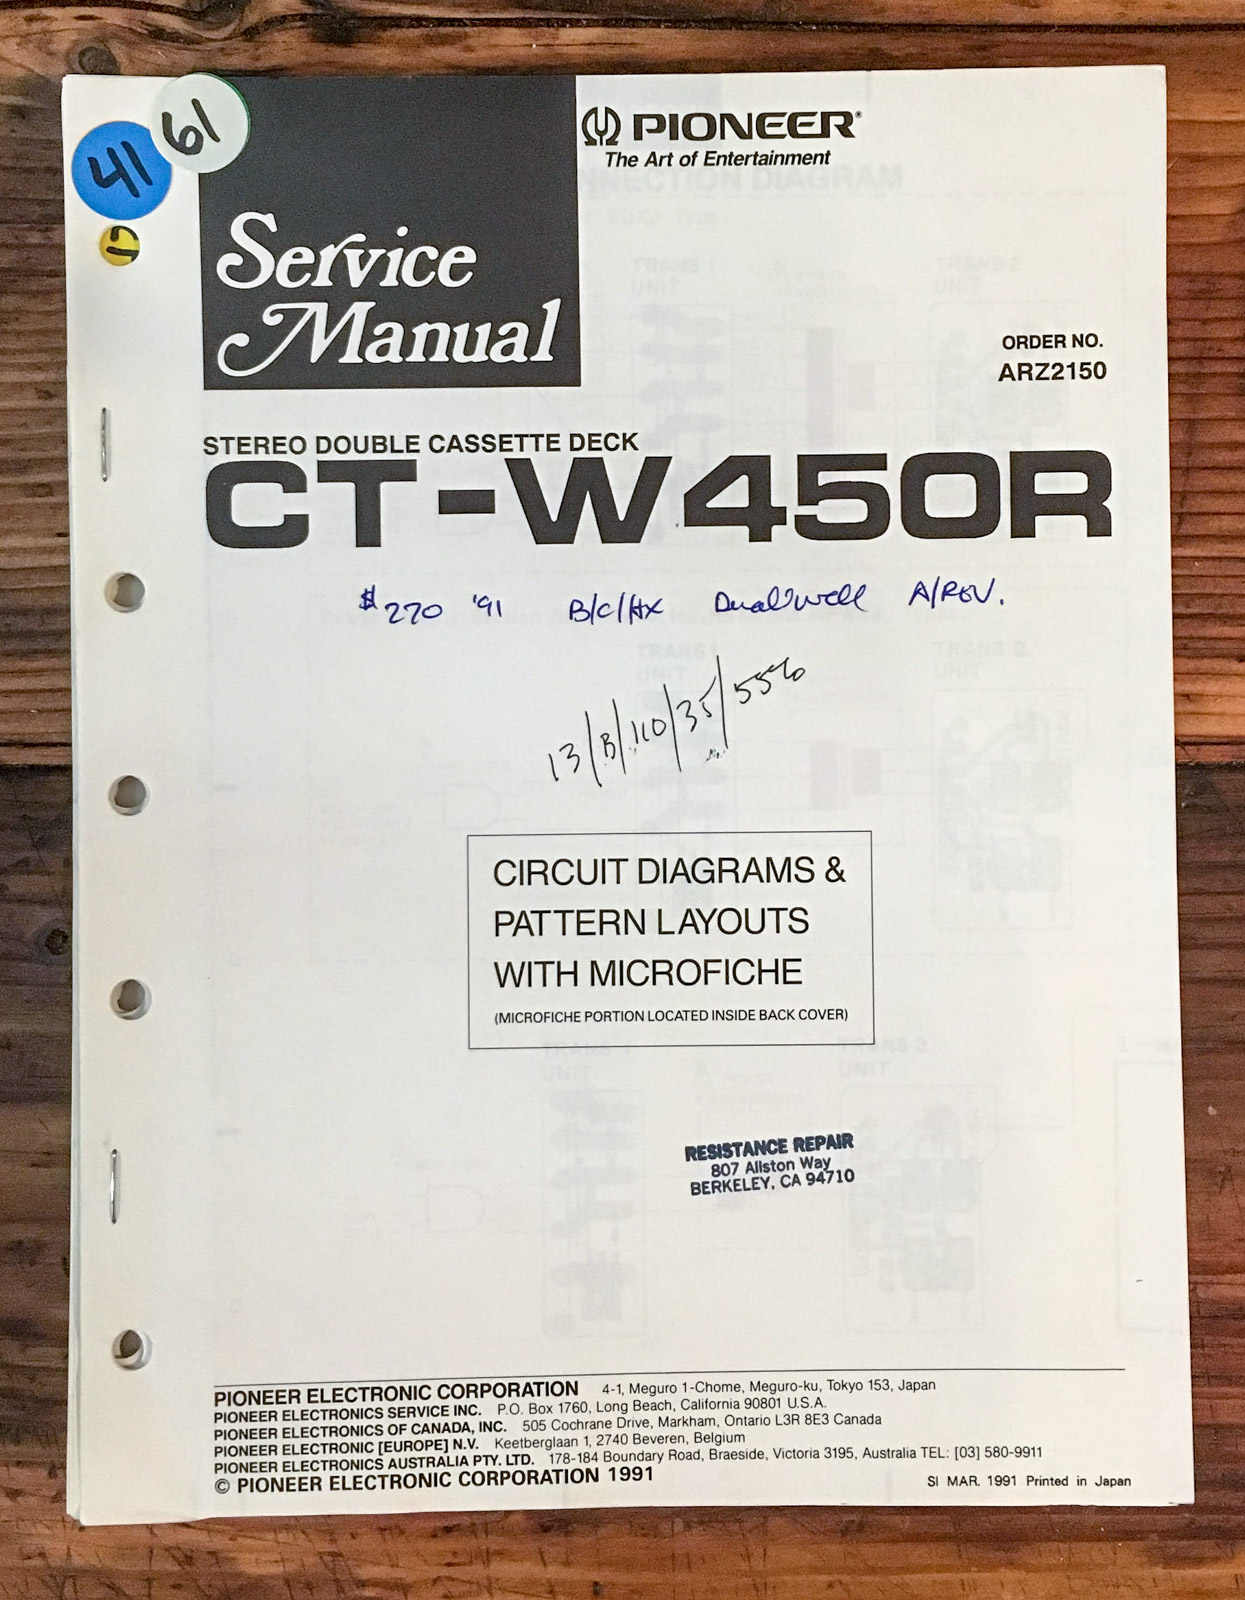 61
41
PIONEER®
The Art of Entertainment
Service
Manual
ORDER NO.
ARZ2150
STEREO DOUBLE CASSETTE DECK
CT-W450R
$270 '91 B/C/HX Dual Well A/REV.
13/B/110/35/55%
CIRCUIT DIAGRAMS &
PATTERN LAYOUTS
WITH MICROFICHE
(MICROFICHE PORTION LOCATED INSIDE BACK COVER)
RESISTANCE REPAIR
807 Allston Way
BERKELEY, CA 94710
PIONEER ELECTRONIC CORPORATION 4-1, Meguro 1-Chome, Meguro-ku, Tokyo 153, Japan
PIONEER ELECTRONICS SERVICE INC. P.O. Box 1760, Long Beach, California 90801 U.S.A.
PIONEER ELECTRONICS OF CANADA, INC. 505 Cochrane Drive, Markham, Ontario L3R 8E3 Canada
PIONEER ELECTRONIC [EUROPE] N.V. Keetberglaan 1, 2740 Beveren, Belgium
PIONEER ELECTRONICS AUSTRALIA PTY. LTD. 178-184 Boundary Road, Braeside, Victoria 3195, Australia TEL: [03] 580-9911
© PIONEER ELECTRONIC CORPORATION 1991
SI MAR. 1991 Printed in Japan